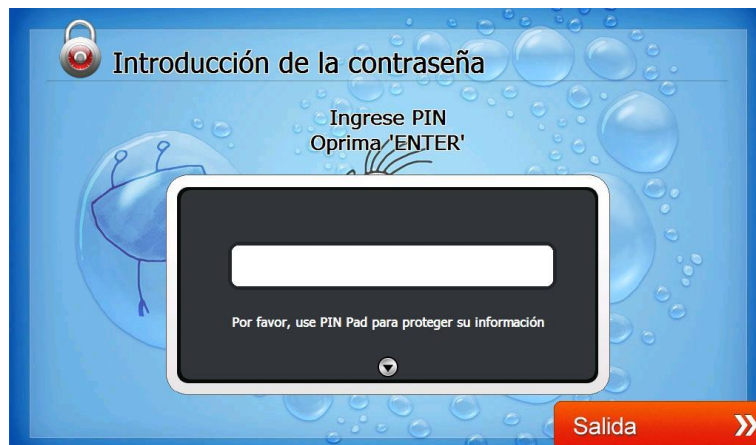 Introducción de la contraseña
Ingrese PIN
Oprima 'ENTER'
Por favor, use PIN Pad para proteger su información
Salida